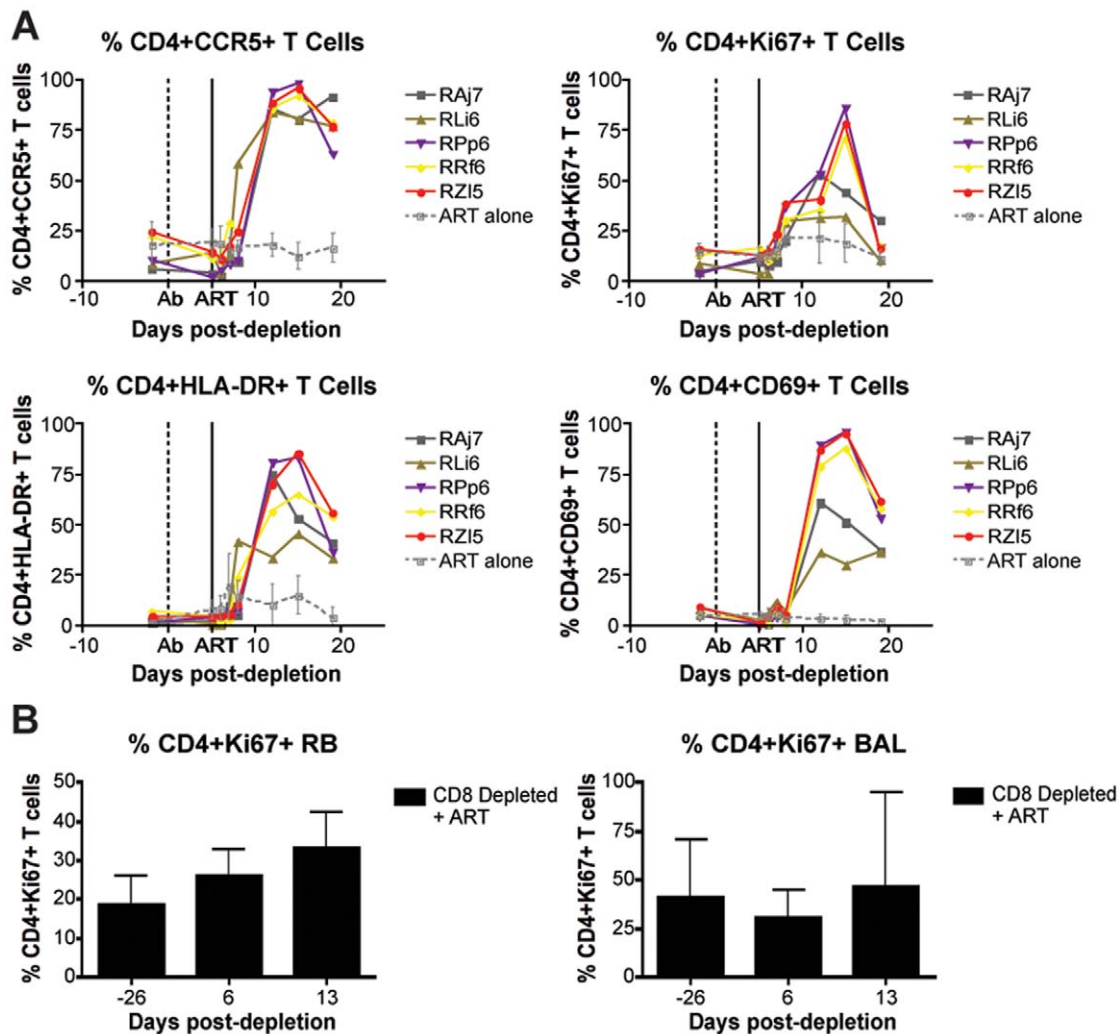 A
% CD4+CCR5+ T Cells
% CD4+CCR5+ T cells
100
75
50
25
0
-10
Ab
ART
10
20
Days post-depletion
RAj7
RLi6
RPp6
RRf6
RZl5
ART alone
% CD4+Ki67+ T Cells
% CD4+Ki67+ T cells
100
75
50
25
0
-10
Ab
ART
10
20
Days post-depletion
RAj7
RLi6
RPp6
RRf6
RZl5
ART alone
% CD4+HLA-DR+ T Cells
% CD4+HLA-DR+ T cells
100
75
50
25
0
-10
Ab
ART
10
20
Days post-depletion
RAj7
RLi6
RPp6
RRf6
RZl5
ART alone
% CD4+CD69+ T Cells
% CD4+CD69+ T cells
100
75
50
25
0
-10
Ab
ART
10
20
Days post-depletion
RAj7
RLi6
RPp6
RRf6
RZl5
ART alone
B
% CD4+Ki67+ RB
% CD4+Ki67+ T cells
50
40
30
20
10
0
-26
6
13
Days post-depletion
CD8 Depleted
+ ART
% CD4+Ki67+ BAL
% CD4+Ki67+ T cells
100
75
50
25
0
-26
6
13
Days post-depletion
CD8 Depleted
+ ART